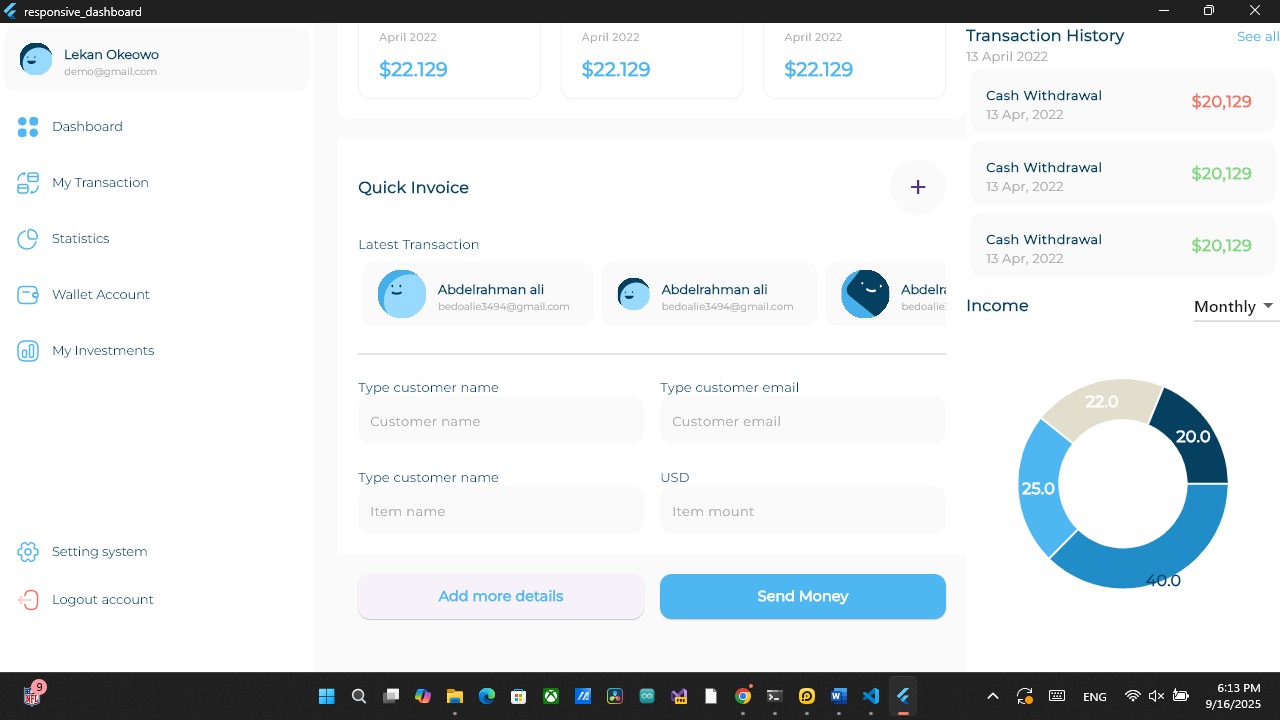 responsive_dashboard
Lekan Okeowo
demo@gmail.com
Dashboard
My Transaction
Statistics
Wallet Account
My Investments
Setting system
Logout account
April 2022
$22.129
April 2022
$22.129
April 2022
$22.129
Quick Invoice
+
Latest Transaction
Abdelrahman ali
bedoalie3494@gmail.com
Abdelrahman ali
bedoalie3494@gmail.com
Abdelra
bedoalie
Type customer name
Customer name
Type customer email
Customer email
Type customer name
Item name
USD
Item mount
Add more details
Send Money
Transaction History
See all
13 April 2022
Cash Withdrawal
$20,129
13 Apr, 2022
Cash Withdrawal
$20,129
13 Apr, 2022
Cash Withdrawal
$20,129
13 Apr, 2022
Income
Monthly
22.0
20.0
25.0
40.0
9
NFL
PRE
ENG
6:13 PM
9/16/2025